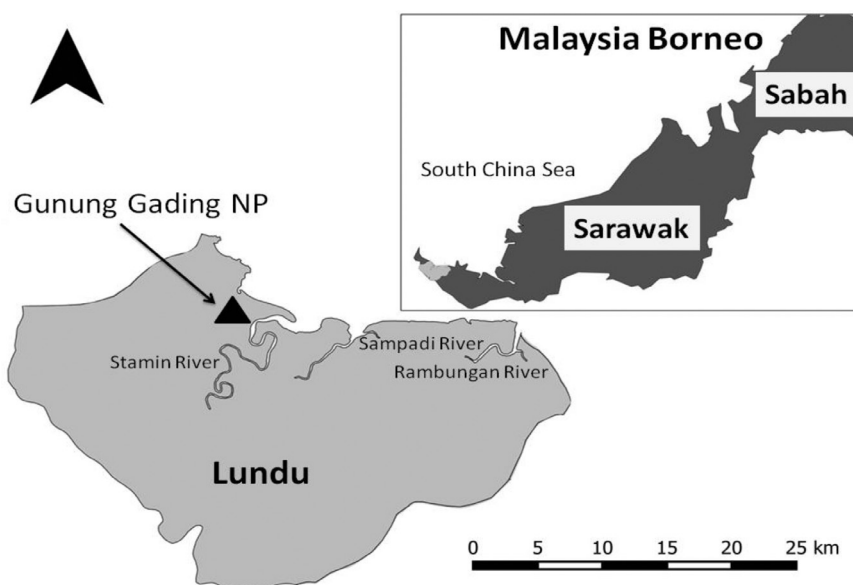 Malaysia Borneo
Sabah
South China Sea
Sarawak
Gunung Gading NP
Stamin River
Sampadi River
Rambungan River
Lundu
0 5 10 15 20 25 km